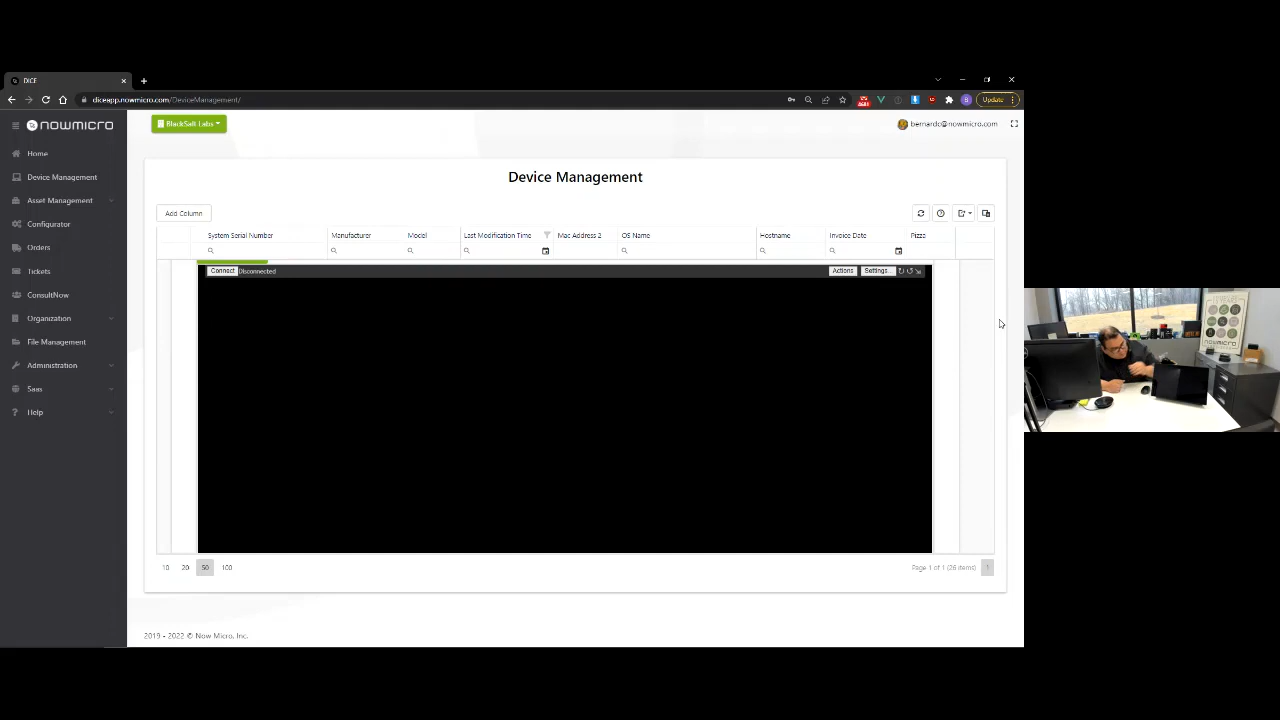 DICE
diceapp.nowmicro.com/DeviceManagement/
Update
nowmicro
BlackSalt Labs
bernardc@nowmicro.com
Home
Device Management
Asset Management
Configurator
Orders
Tickets
ConsultNow
Organization
File Management
Administration
Saas
Help
Device Management
Add Column
System Serial Number
Manufacturer
Model
Last Modification Time
Mac Address 2
OS Name
Hostname
Invoice Date
Pizza
Connect
Disconnected
Actions
Settings...
10
20
50
100
Page 1 of 1 (26 items)
1
2019 - 2022 © Now Micro, Inc.
nowmicro